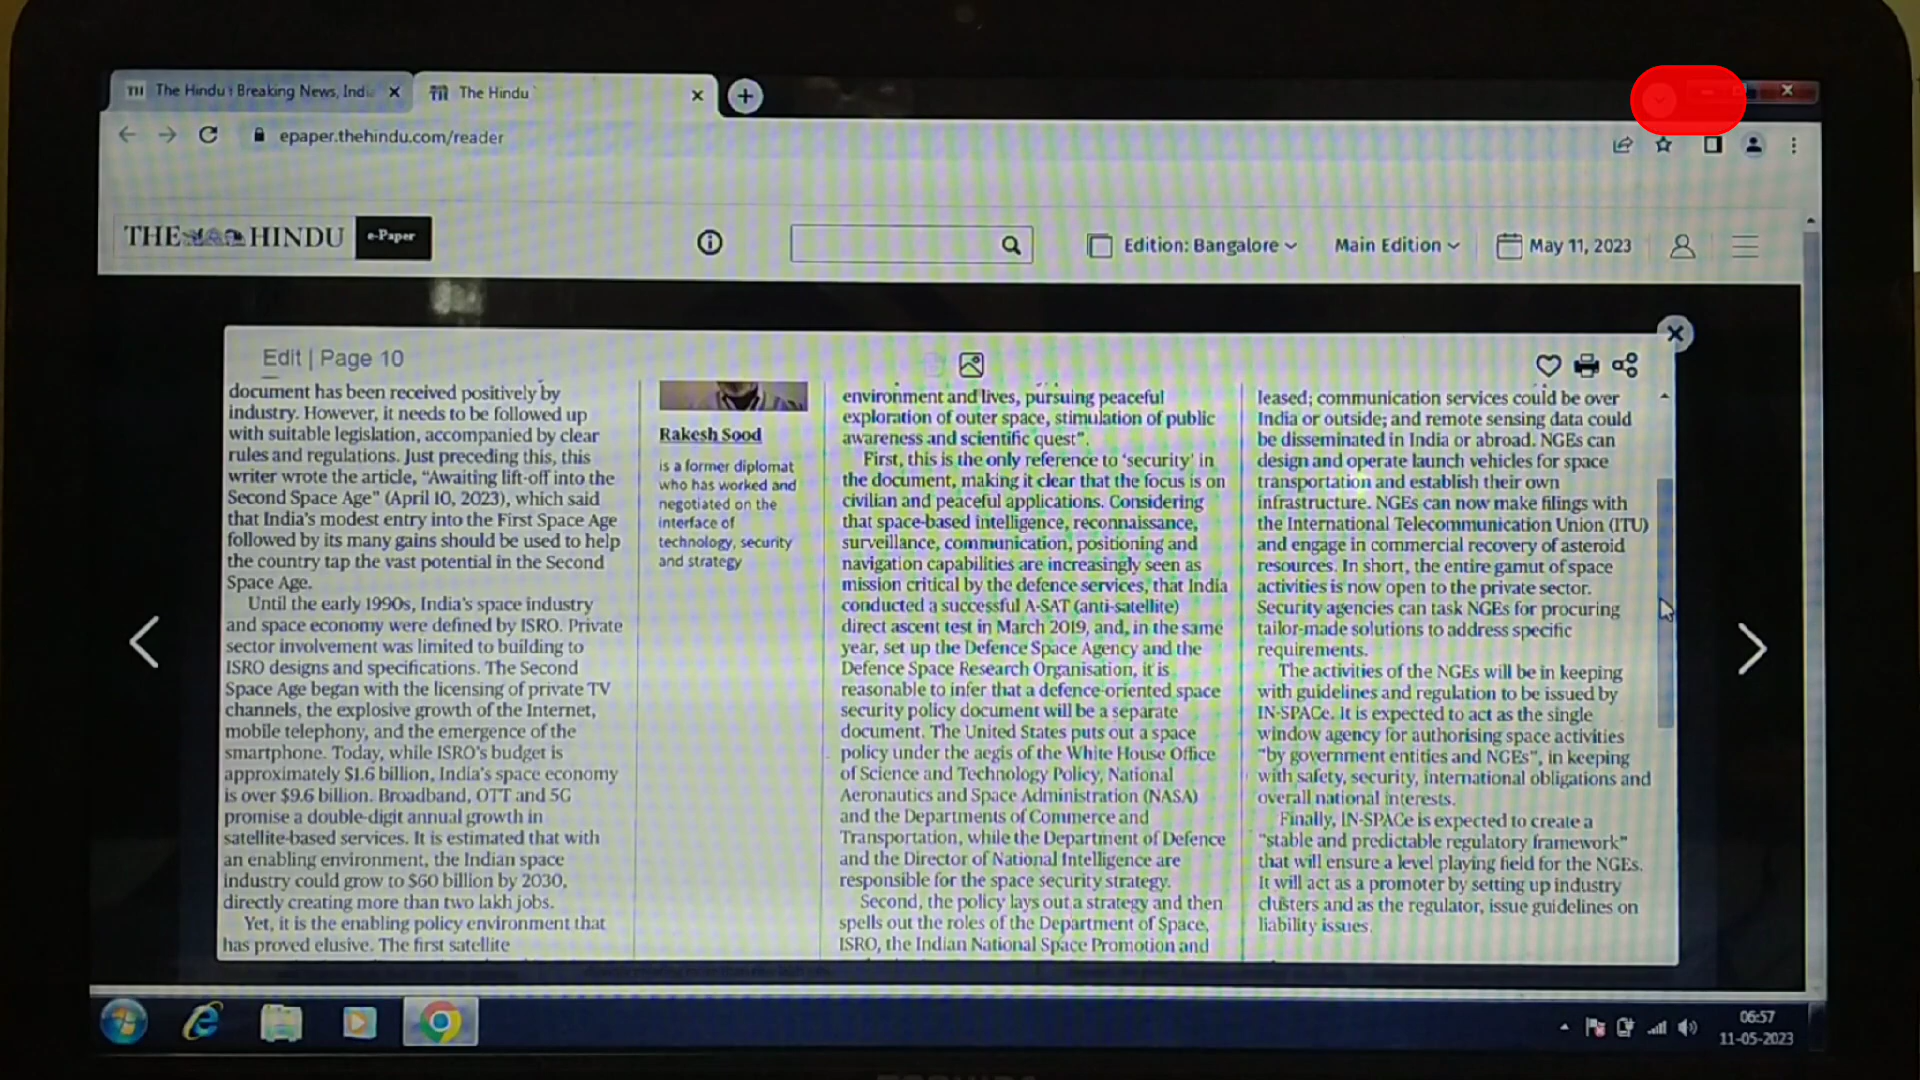 The Hindu : Breaking News, Indi
The Hindu
epaper.thehindu.com/reader
THE HINDU
e-Paper
Edition: Bangalore
Main Edition
May 11, 2023
Edit | Page 10
document has been received positively by
industry. However, it needs to be followed up
with suitable legislation, accompanied by clear
rules and regulations. Just preceding this, this
writer wrote the article, “Awaiting lift-off into the
Second Space Age” (April 10, 2023), which said
that India’s modest entry into the First Space Age
followed by its many gains should be used to help
the country tap the vast potential in the Second
Space Age.
Until the early 1990s, India’s space industry
and space economy were defined by ISRO. Private
sector involvement was limited to building to
ISRO designs and specifications. The Second
Space Age began with the licensing of private TV
channels, the explosive growth of the Internet,
mobile telephony, and the emergence of the
smartphone. Today, while ISRO’s budget is
approximately $1.6 billion, India’s space economy
is over $9.6 billion. Broadband, OTT and 5G
promise a double-digit annual growth in
satellite-based services. It is estimated that with
an enabling environment, the Indian space
industry could grow to $60 billion by 2030,
directly creating more than two lakh jobs.
Yet, it is the enabling policy environment that
has proved elusive. The first satellite
Rakesh Sood
is a former diplomat
who has worked and
negotiated on the
interface of
technology, security
and strategy
environment and lives, pursuing peaceful
exploration of outer space, stimulation of public
awareness and scientific quest”.
First, this is the only reference to ‘security’ in
the document, making it clear that the focus is on
civilian and peaceful applications. Considering
that space-based intelligence, reconnaissance,
surveillance, communication, positioning and
navigation capabilities are increasingly seen as
mission critical by the defence services, that India
conducted a successful A-SAT (anti-satellite)
direct ascent test in March 2019, and, in the same
year, set up the Defence Space Agency and the
Defence Space Research Organisation, it is
reasonable to infer that a defence-oriented space
security policy document will be a separate
document. The United States puts out a space
policy under the aegis of the White House Office
of Science and Technology Policy, National
Aeronautics and Space Administration (NASA)
and the Departments of Commerce and
Transportation, while the Department of Defence
and the Director of National Intelligence are
responsible for the space security strategy.
Second, the policy lays out a strategy and then
spells out the roles of the Department of Space,
ISRO, the Indian National Space Promotion and
leased; communication services could be over
India or outside; and remote sensing data could
be disseminated in India or abroad. NGEs can
design and operate launch vehicles for space
transportation and establish their own
infrastructure. NGEs can now make filings with
the International Telecommunication Union (ITU)
and engage in commercial recovery of asteroid
resources. In short, the entire gamut of space
activities is now open to the private sector.
Security agencies can task NGEs for procuring
tailor-made solutions to address specific
requirements.
The activities of the NGEs will be in keeping
with guidelines and regulation to be issued by
IN-SPACe. It is expected to act as the single
window agency for authorising space activities
“by government entities and NGEs”, in keeping
with safety, security, international obligations and
overall national interests.
Finally, IN-SPACe is expected to create a
“stable and predictable regulatory framework”
that will ensure a level playing field for the NGEs.
It will act as a promoter by setting up industry
clusters and as the regulator, issue guidelines on
liability issues.
06:57
11-05-2023